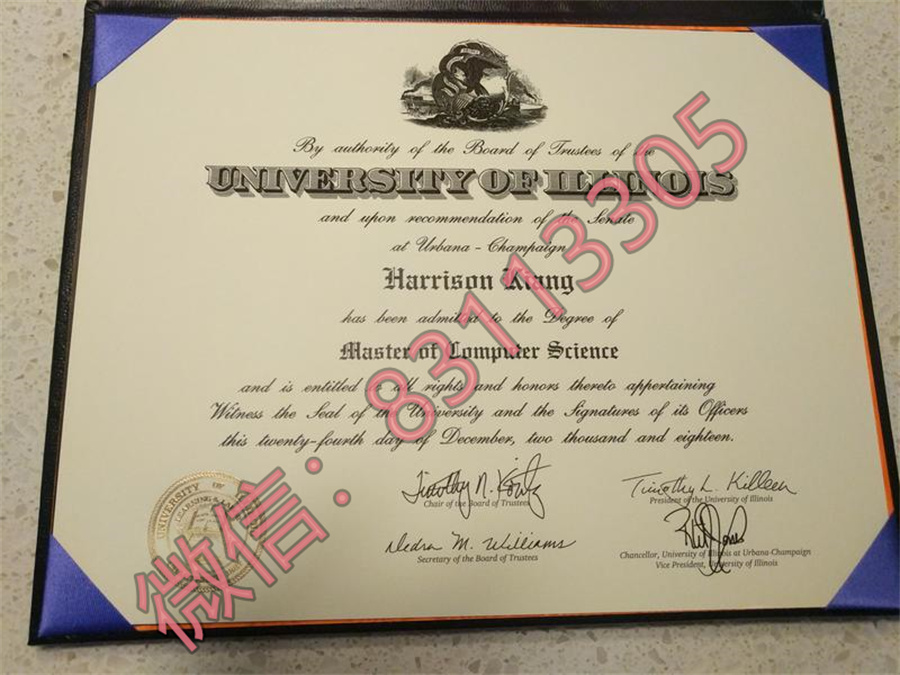 By authority of the Board of Trustees of the
UNIVERSITY OF ILLINOIS
and upon recommendation of the Senate
at Urbana - Champaign
Harrison Kiang
has been admitted to the Degree of
Master of Computer Science
and is entitled to all rights and honors thereto appertaining
Witness the Seal of the University and the Signatures of its Officers
this twenty-fourth day of December, two thousand and eighteen.
Chair of the Board of Trustees
Timothy L. Killeen
President of the University of Illinois
Secretary of the Board of Trustees
Chancellor, University of Illinois at Urbana-Champaign
Vice President, University of Illinois
UNIVERSITY OF
LEARNING &
微信：83113305